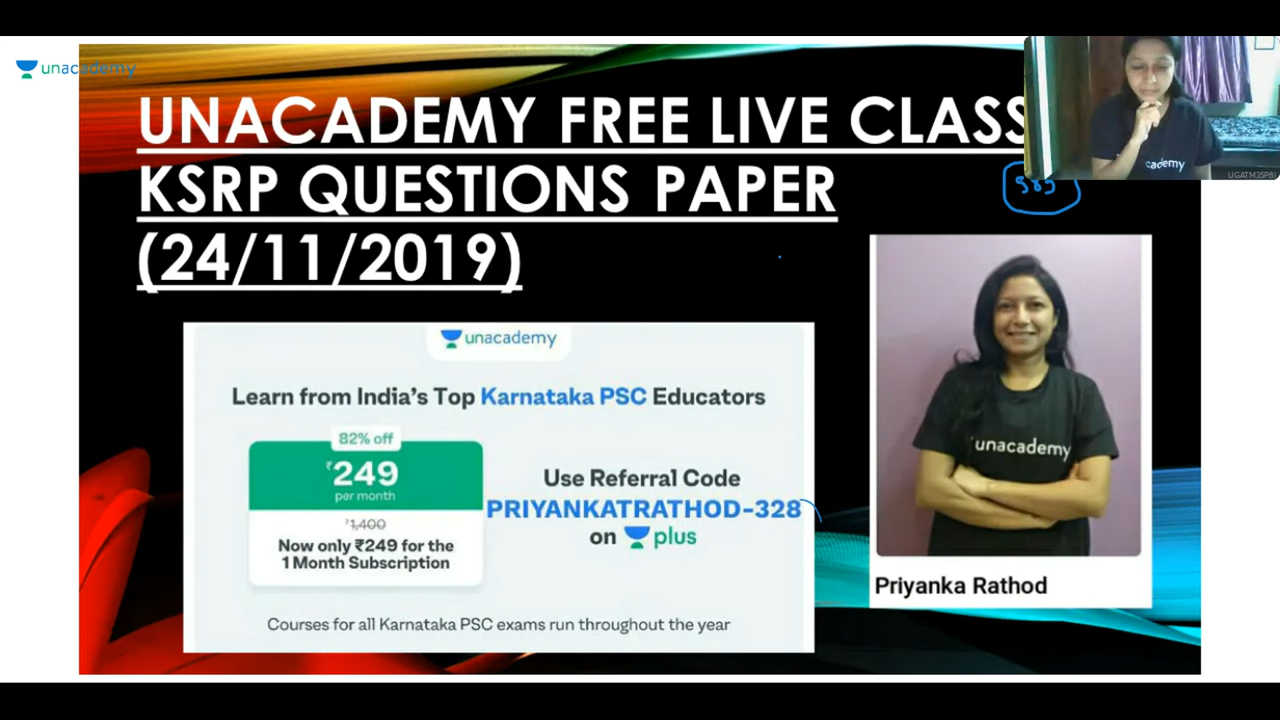 unacademy
UNACADEMY FREE LIVE CLASS
KSRP QUESTIONS PAPER
(24/11/2019)
cademy
UGATM35P8I
unacademy
Learn from India's Top Karnataka PSC Educators
82% off
₹249
per month
₹1,400
Now only ₹249 for the
1 Month Subscription
Use Referral Code
PRIYANKATRATHOD-328
on plus
Courses for all Karnataka PSC exams run throughout the year
unacademy
Priyanka Rathod